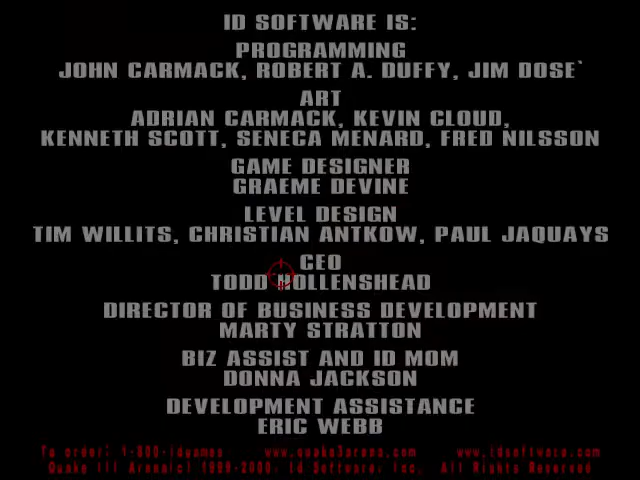 ID SOFTWARE IS:
PROGRAMMING
JOHN CARMACK, ROBERT A. DUFFY, JIM DOSE`
ART
ADRIAN CARMACK, KEVIN CLOUD,
KENNETH SCOTT, SENECA MENARD, FRED NILSSON
GAME DESIGNER
GRAEME DEVINE
LEVEL DESIGN
TIM WILLITS, CHRISTIAN ANTKOW, PAUL JAQUAYS
CEO
TODD HOLLENSHEAD
DIRECTOR OF BUSINESS DEVELOPMENT
MARTY STRATTON
BIZ ASSIST AND ID MOM
DONNA JACKSON
DEVELOPMENT ASSISTANCE
ERIC WEBB
To order: 1-800-idgames www.quake3arena.com www.idsoftware.com
Quake III Arena(c) 1999-2000, Id Software, Inc. All Rights Reserved